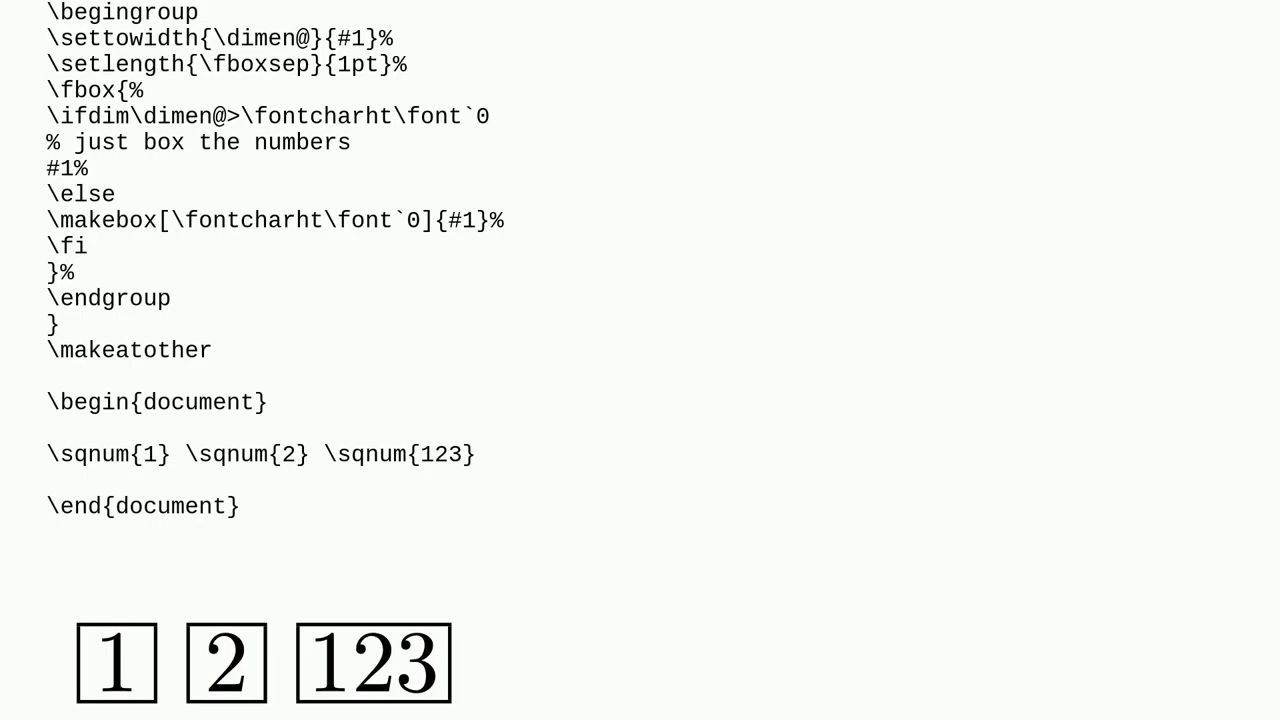 \begingroup
\settowidth{\dimen@}{#1}%
\setlength{\fboxsep}{1pt}%
\fbox{%
\ifdim\dimen@>\fontcharht\font`0
% just box the numbers
#1%
\else
\makebox[\fontcharht\font`0]{#1}%
\fi
}%
\endgroup
}
\makeatother
\begin{document}
\sqnum{1} \sqnum{2} \sqnum{123}
\end{document}
1 2 123